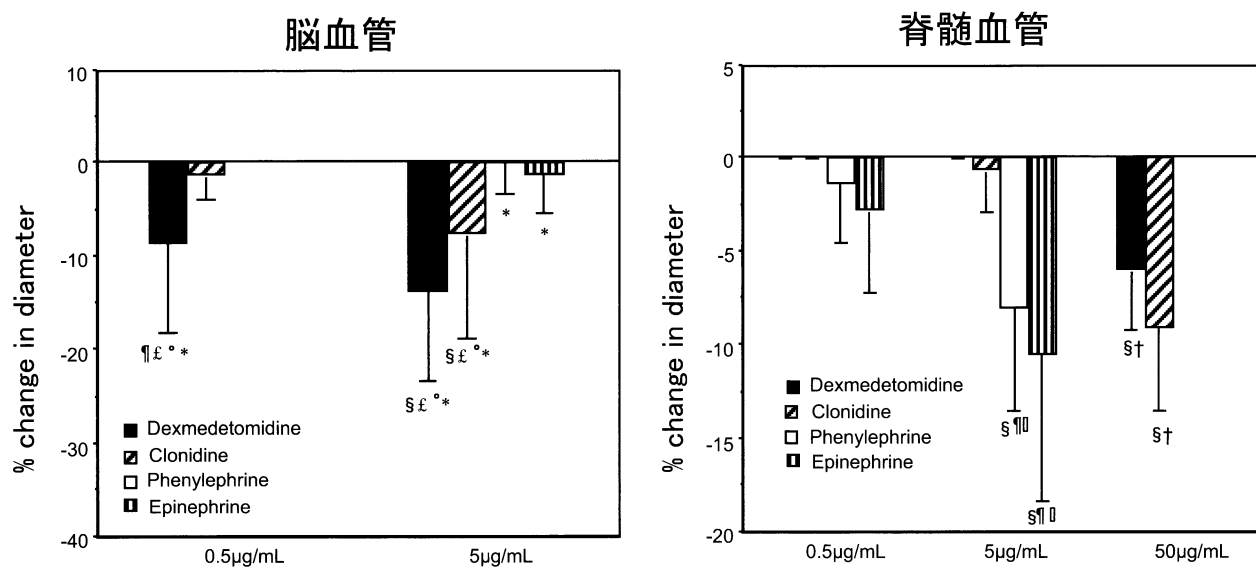 脳血管
% change in diameter
10
0
-10
-20
-30
-40
¶£°*
*
*
§£°*
§£°*
Dexmedetomidine
Clonidine
Phenylephrine
Epinephrine
0.5µg/mL
5µg/mL
脊髄血管
% change in diameter
5
0
-5
-10
-15
-20
§†
§¶▯
§†
§¶▯
Dexmedetomidine
Clonidine
Phenylephrine
Epinephrine
0.5µg/mL
5µg/mL
50µg/mL